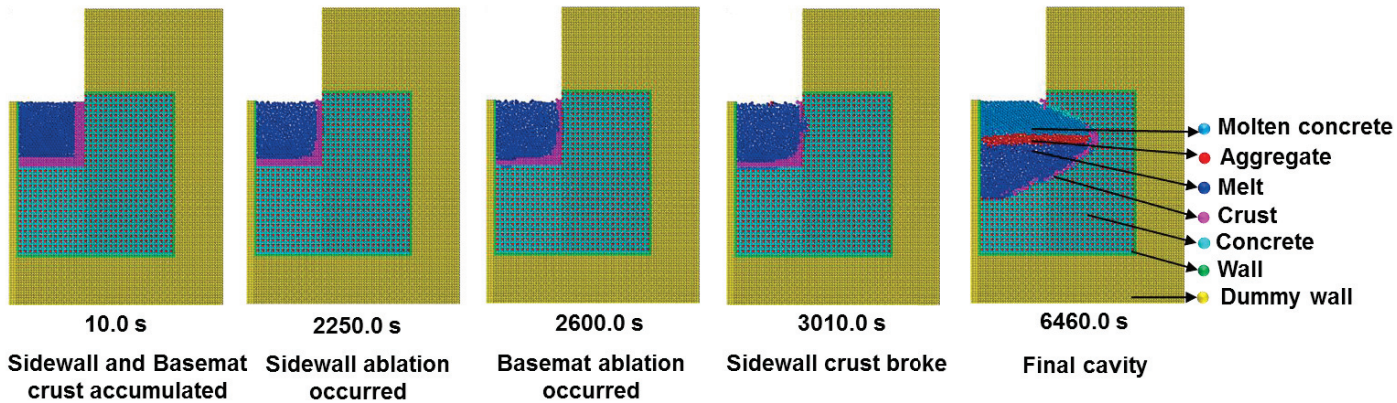 Molten concrete
Aggregate
Melt
Crust
Concrete
Wall
Dummy wall
10.0 s
2250.0 s
2600.0 s
3010.0 s
6460.0 s
Sidewall and Basemat
crust accumulated
Sidewall ablation
occurred
Basemat ablation
occurred
Sidewall crust broke
Final cavity